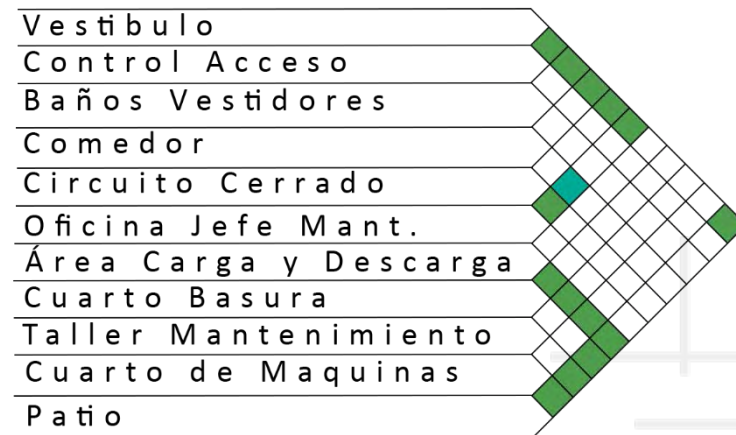 Vestibulo
Control Acceso
Baños Vestidores
Comedor
Circuito Cerrado
Oficina Jefe Mant.
Área Carga y Descarga
Cuarto Basura
Taller Mantenimiento
Cuarto de Maquinas
Patio